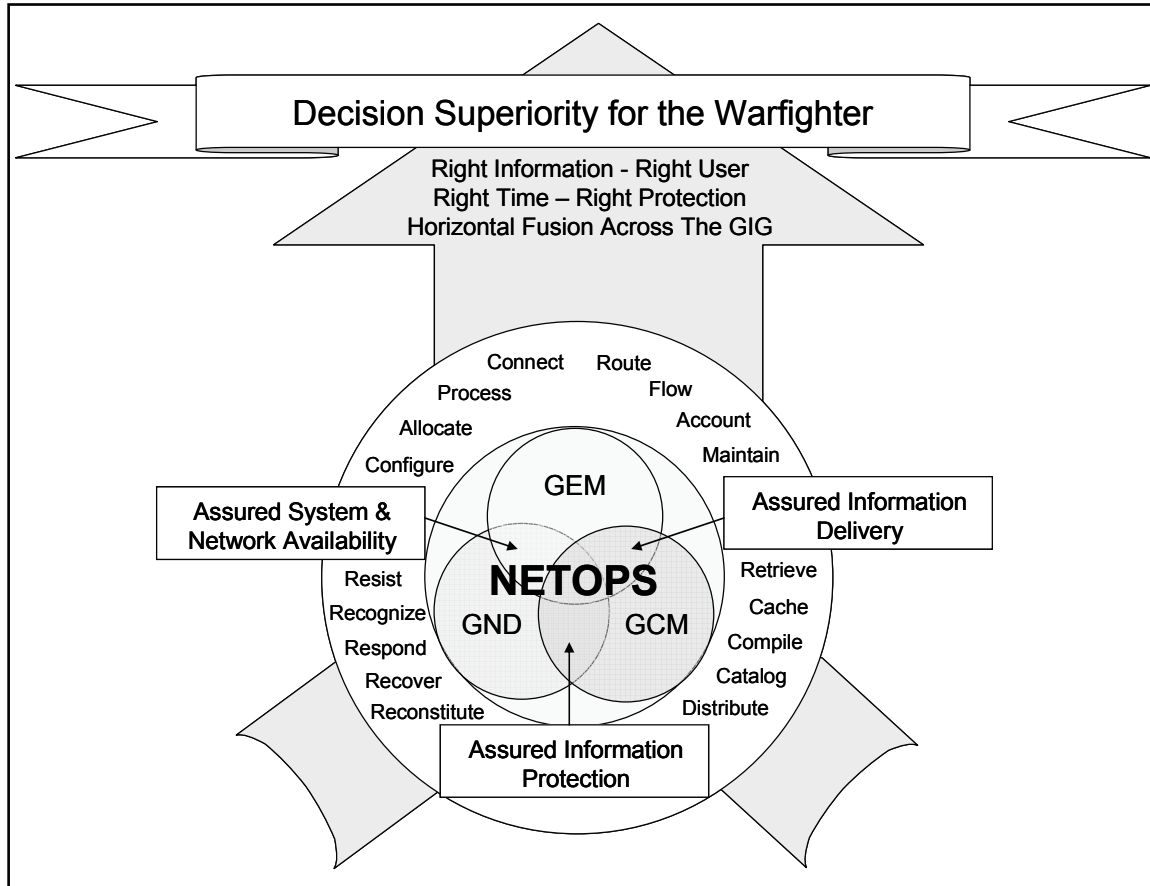 Decision Superiority for the Warfighter
Right Information - Right User
Right Time – Right Protection
Horizontal Fusion Across The GIG
Connect
Route
Process
Flow
Allocate
Account
Configure
Maintain
GEM
Assured System &
Network Availability
Assured Information
Delivery
NETOPS
GND
GCM
Resist
Recognize
Respond
Recover
Reconstitute
Retrieve
Cache
Compile
Catalog
Distribute
Assured Information
Protection